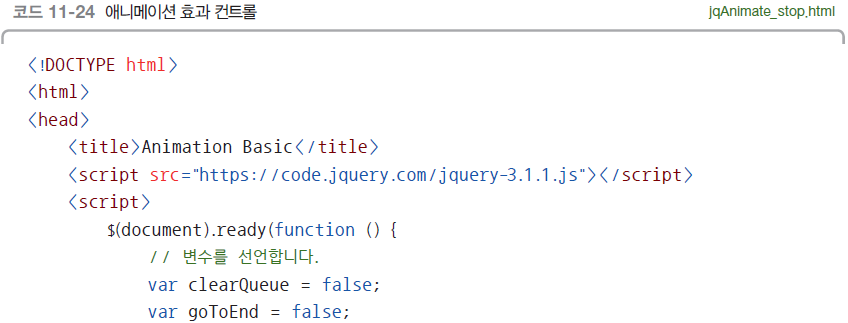 코드 11-24 애니메이션 효과 컨트롤 jqAnimate_stop.html
<!DOCTYPE html>
<html>
<head>
<title>Animation Basic</title>
<script src="https://code.jquery.com/jquery-3.1.1.js"></script>
<script>
$(document).ready(function () {
// 변수를 선언합니다.
var clearQueue = false;
var goToEnd = false;